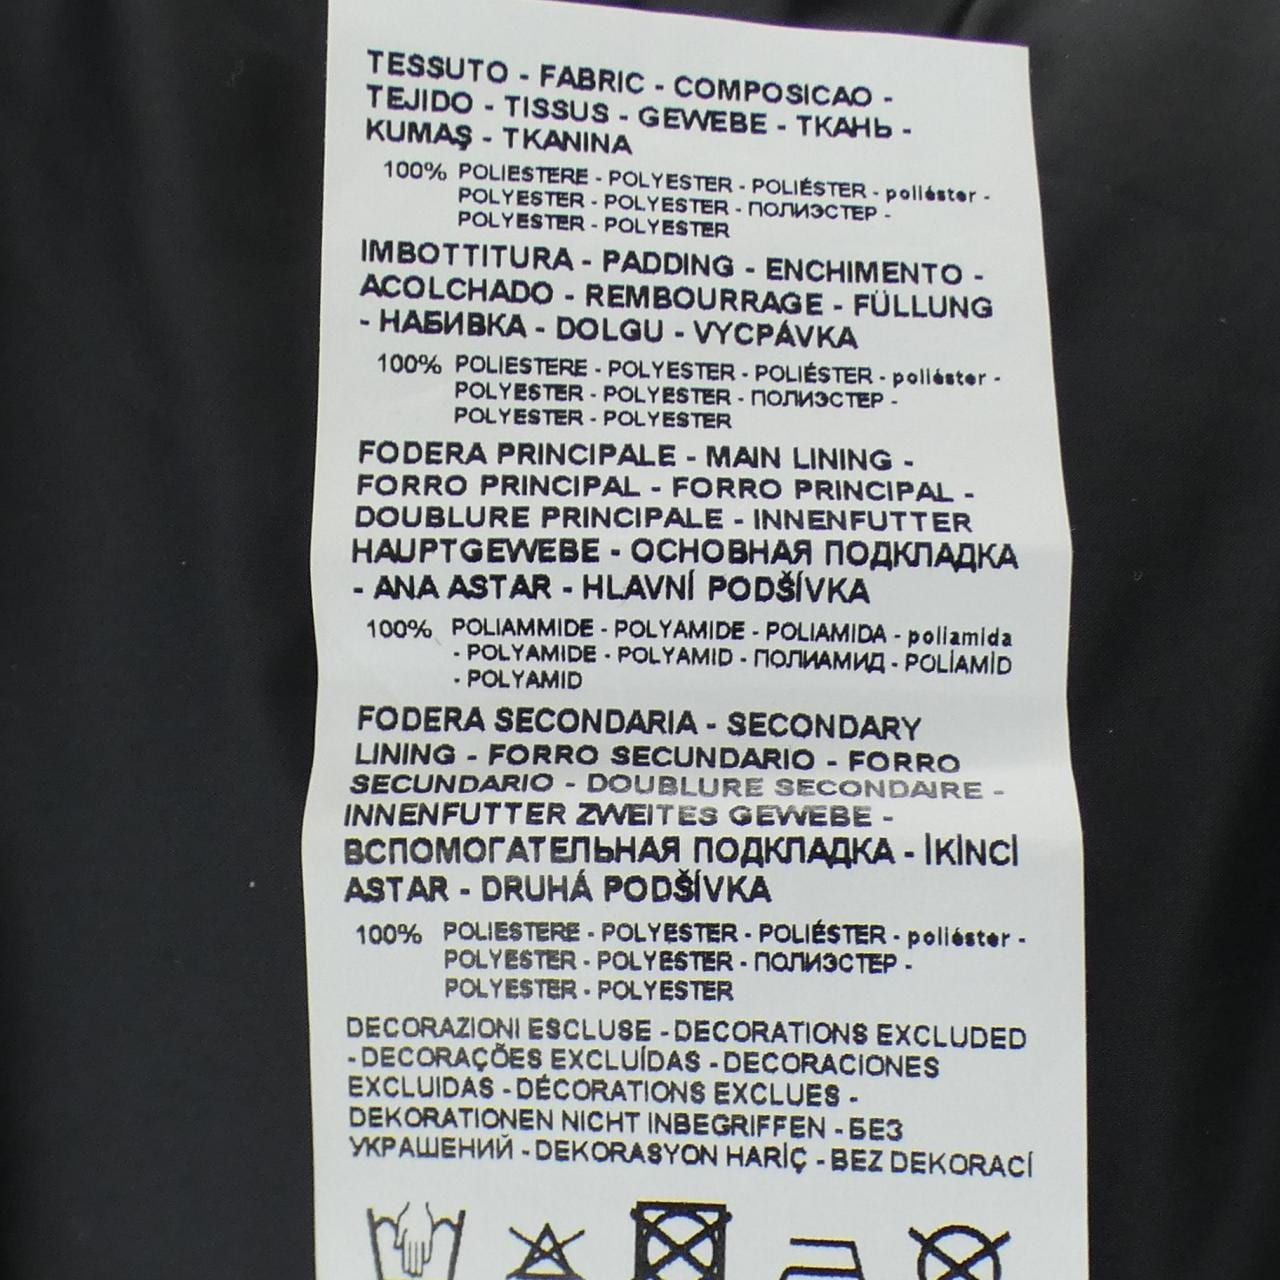 TESSUTO - FABRIC - COMPOSICAO -
TEJIDO - TISSUS - GEWEBE - ТКАНЬ -
KUMAŞ - TKANINA
100% POLIESTERE - POLYESTER - POLIÉSTER - poliéster -
POLYESTER - POLYESTER - ПОЛИЭСТЕР -
POLYESTER - POLYESTER
IMBOTTITURA - PADDING - ENCHIMENTO -
ACOLCHADO - REMBOURRAGE - FÜLLUNG
- НАБИВКА - DOLGU - VYCPÁVKA
100% POLIESTERE - POLYESTER - POLIÉSTER - poliéster -
POLYESTER - POLYESTER - ПОЛИЭСТЕР -
POLYESTER - POLYESTER
FODERA PRINCIPALE - MAIN LINING -
FORRO PRINCIPAL - FORRO PRINCIPAL -
DOUBLURE PRINCIPALE - INNENFUTTER
HAUPTGEWEBE - ОСНОВНАЯ ПОДКЛАДКА
- ANA ASTAR - HLAVNÍ PODŠÍVKA
100% POLIAMMIDE - POLYAMIDE - POLIAMIDA - poliamida
- POLYAMIDE - POLYAMID - ПОЛИАМИД - POLİAMİD
- POLYAMID
FODERA SECONDARIA - SECONDARY
LINING - FORRO SECUNDARIO - FORRO
SECUNDARIO - DOUBLURE SECONDAIRE -
INNENFUTTER ZWEITES GEWEBE -
ВСПОМОГАТЕЛЬНАЯ ПОДКЛАДКА - İKİNCİ
ASTAR - DRUHÁ PODŠÍVKA
100% POLIESTERE - POLYESTER - POLIÉSTER - poliéster -
POLYESTER - POLYESTER - ПОЛИЭСТЕР -
POLYESTER - POLYESTER
DECORAZIONI ESCLUSE - DECORATIONS EXCLUDED
- DECORAÇÕES EXCLUÍDAS - DECORACIONES
EXCLUIDAS - DÉCORATIONS EXCLUES -
DEKORATIONEN NICHT INBEGRIFFEN - БЕЗ
УКРАШЕНИЙ - DEKORASYON HARİÇ - BEZ DEKORACÍ